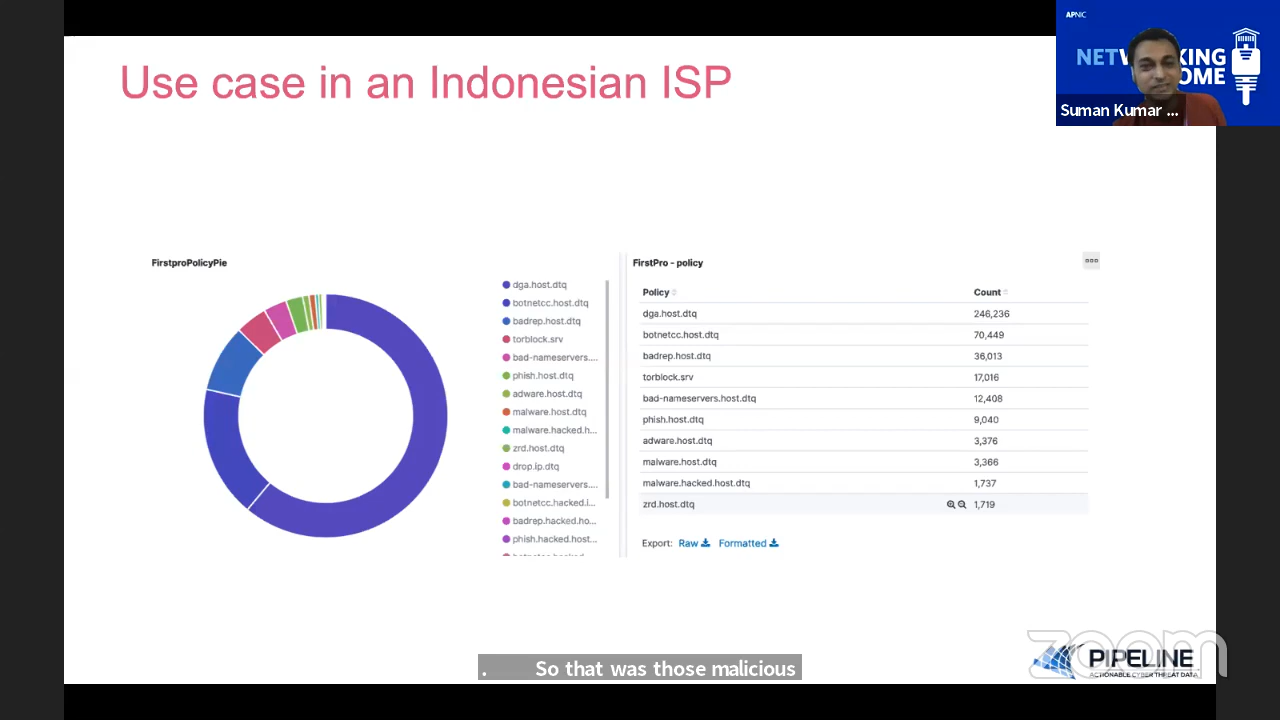 Use case in an Indonesian ISP
APNIC
NET
KING
OME
Suman Kumar ...
FirstproPolicyPie
dga.host.dtq
botnetcc.host.dtq
badrep.host.dtq
torblock.srv
bad-nameservers....
phish.host.dtq
adware.host.dtq
malware.host.dtq
malware.hacked.h...
zrd.host.dtq
drop.ip.dtq
bad-nameservers....
botnetcc.hacked.i...
badrep.hacked.ho...
phish.hacked.host...
FirstPro - policy
Policy Count
dga.host.dtq 246,236
botnetcc.host.dtq 70,449
badrep.host.dtq 36,013
torblock.srv 17,016
bad-nameservers.host.dtq 12,408
phish.host.dtq 9,040
adware.host.dtq 3,376
malware.host.dtq 3,366
malware.hacked.host.dtq 1,737
zrd.host.dtq 1,719
Export: Raw Formatted
. So that was those malicious
zoom
PIPELINE
ACTIONABLE CYBER THREAT DATA